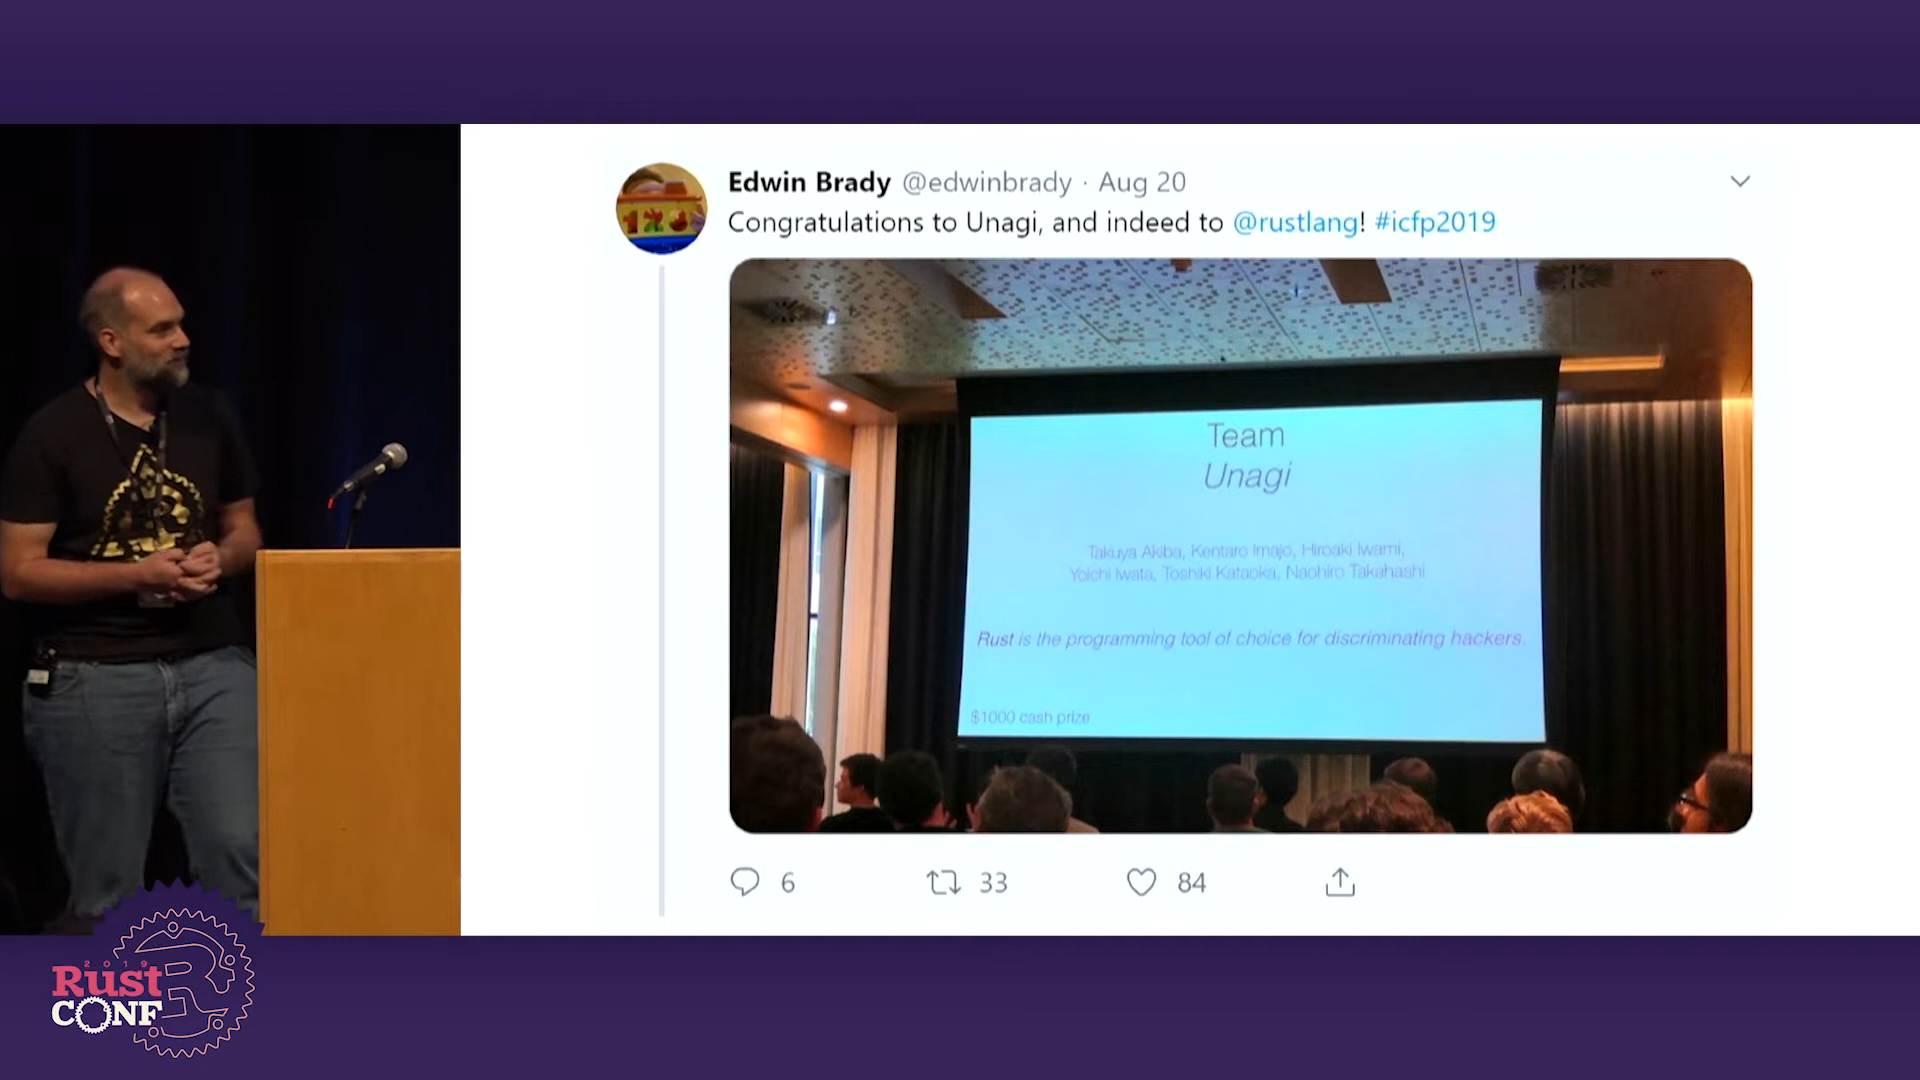 Edwin Brady @edwinbrady · Aug 20
Congratulations to Unagi, and indeed to @rustlang! #icfp2019
Team
Unagi
Takuya Akiba, Kentaro Imajo, Hiroaki Iwami,
Yoichi Iwata, Toshiki Kataoka, Naohiro Takahashi
Rust is the programming tool of choice for discriminating hackers.
$1000 cash prize
6 33 84
2019
Rust
CONF
R